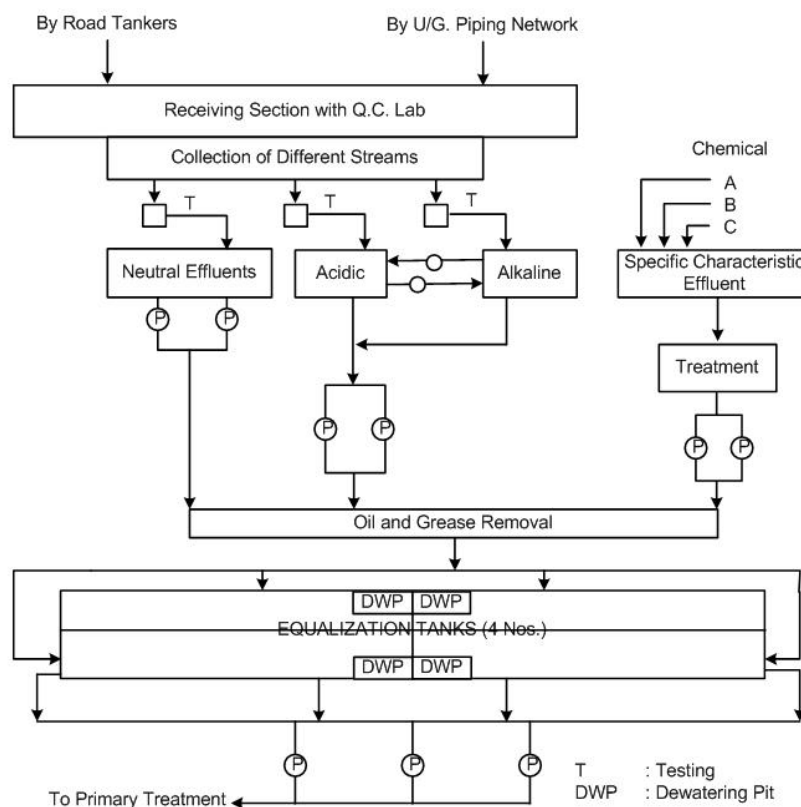 By Road Tankers
By U/G. Piping Network
Receiving Section with Q.C. Lab
Collection of Different Streams
Chemical
A
B
C
T
T
T
Neutral Effluents
Acidic
Alkaline
Specific Characteristic
Effluent
P
P
Treatment
P
P
P
P
Oil and Grease Removal
DWP
DWP
EQUALIZATION TANKS (4 Nos.)
DWP
DWP
P
P
P
T : Testing
DWP : Dewatering Pit
To Primary Treatment